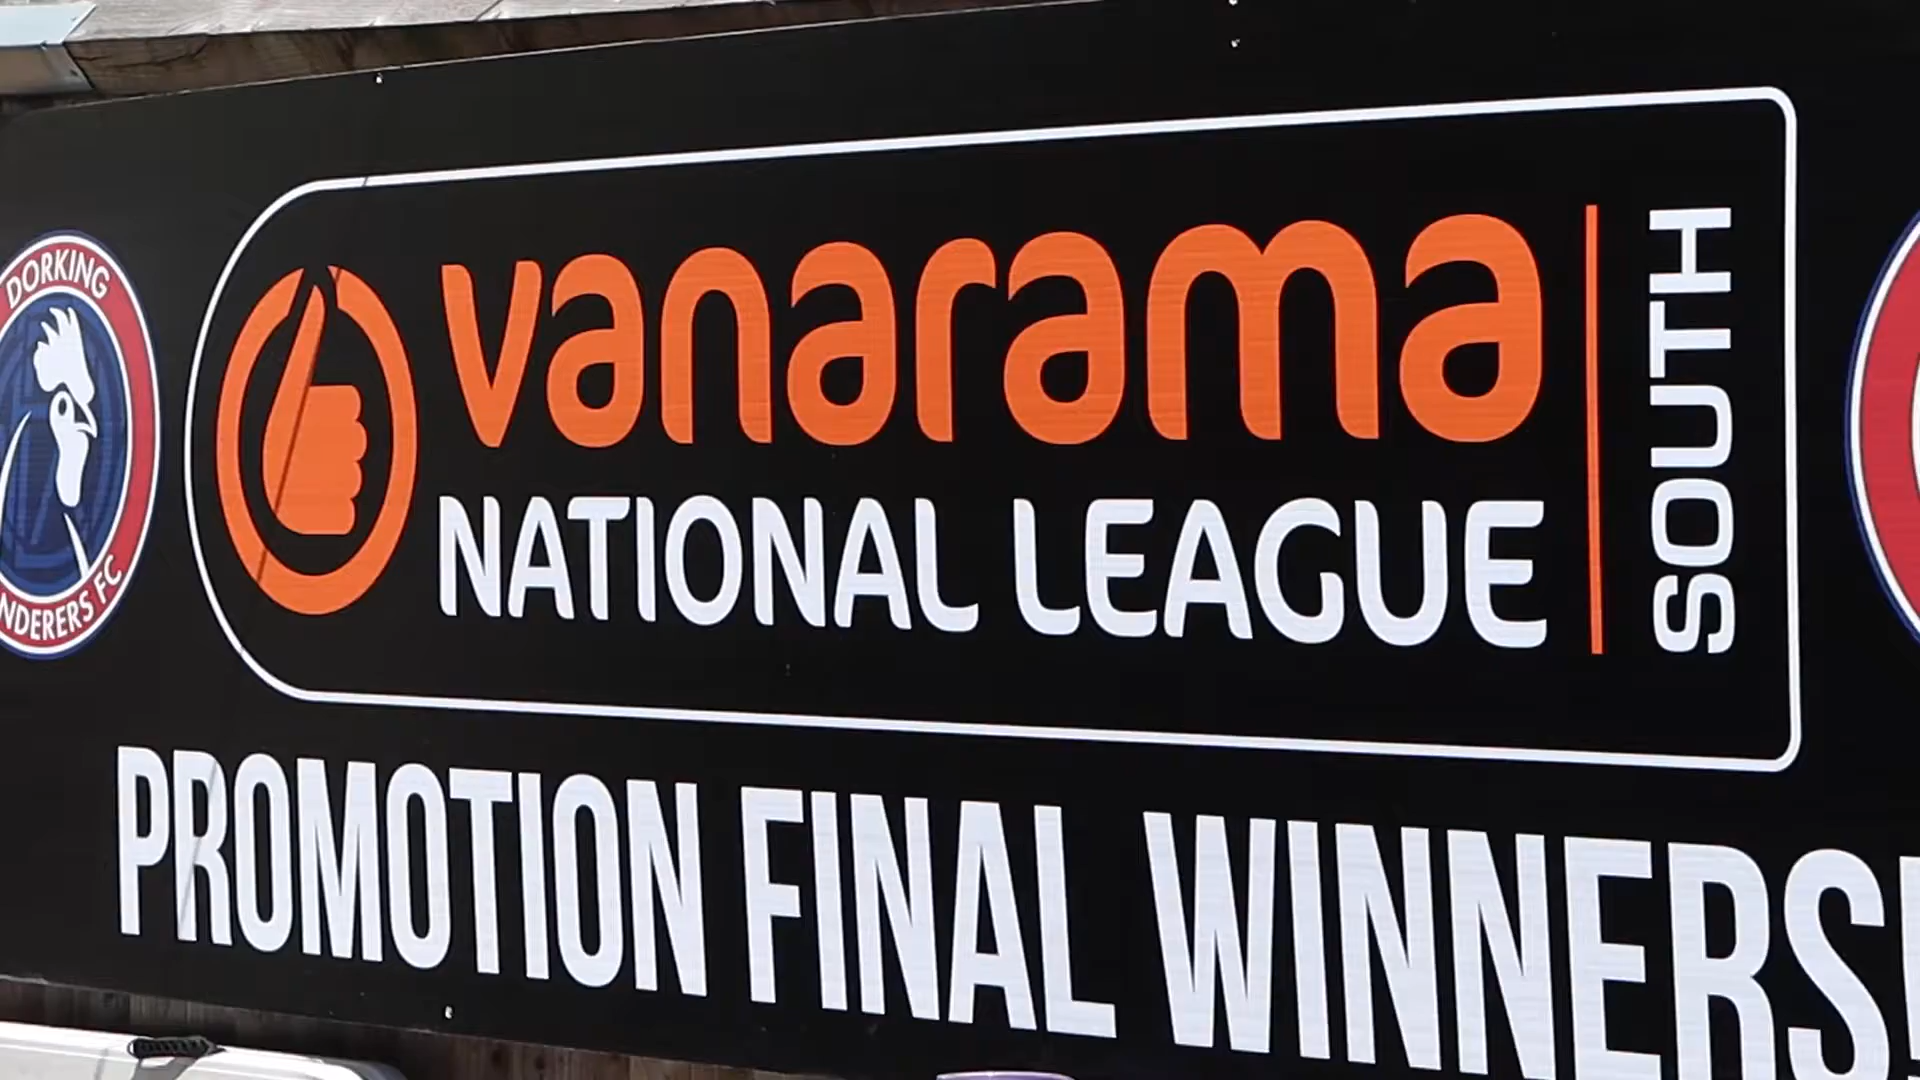 DORKING
NDERERS FC
vanarama
NATIONAL LEAGUE
SOUTH
PROMOTION FINAL WINNERS!